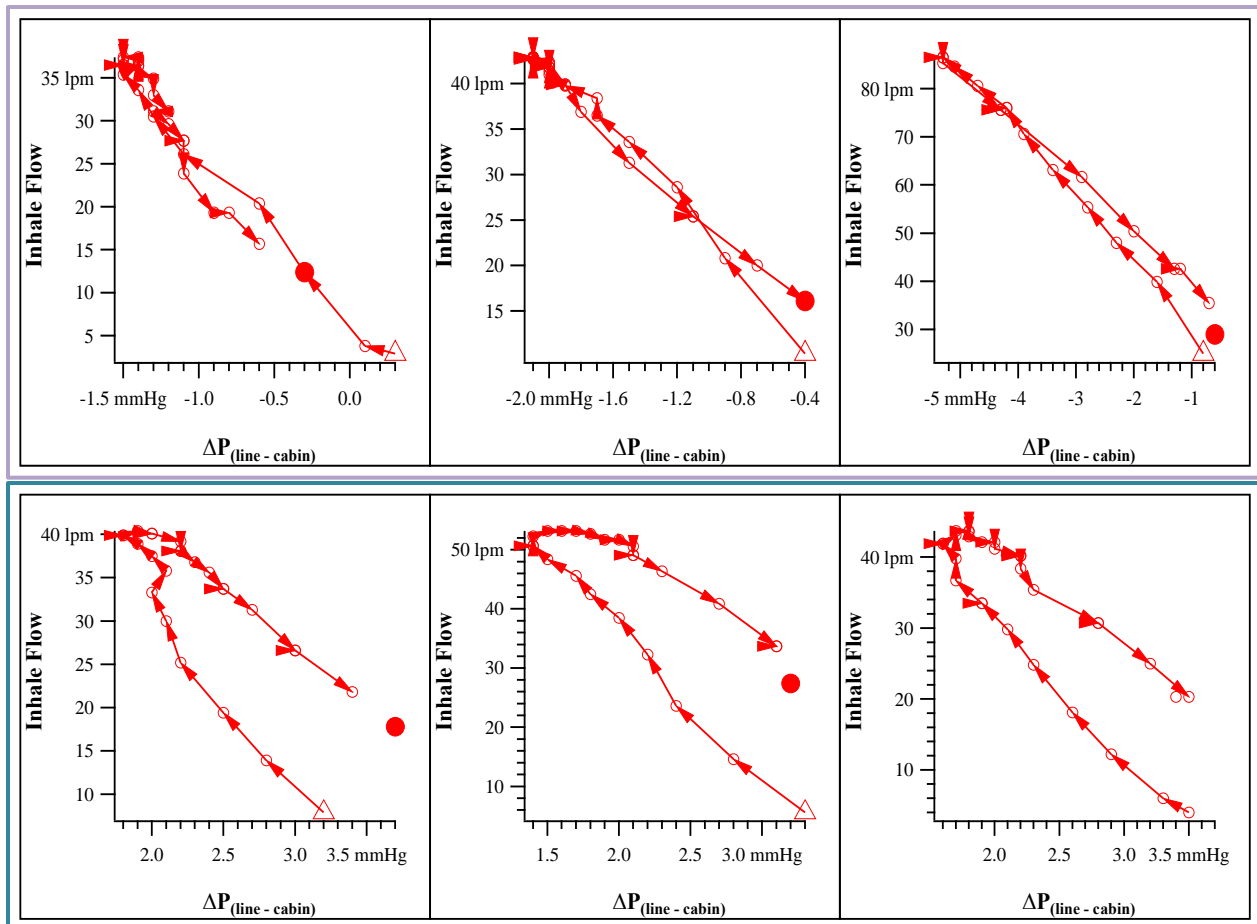 Inhale Flow
35 lpm
30
25
20
15
10
5
-1.5 mmHg -1.0 -0.5 0.0
ΔP(line - cabin)
Inhale Flow
40 lpm
35
30
25
20
15
-2.0 mmHg -1.6 -1.2 -0.8 -0.4
ΔP(line - cabin)
Inhale Flow
80 lpm
70
60
50
40
30
-5 mmHg -4 -3 -2 -1
ΔP(line - cabin)
Inhale Flow
40 lpm
35
30
25
20
15
10
2.0 2.5 3.0 3.5 mmHg
ΔP(line - cabin)
Inhale Flow
50 lpm
40
30
20
10
1.5 2.0 2.5 3.0 mmHg
ΔP(line - cabin)
Inhale Flow
40 lpm
30
20
10
2.0 2.5 3.0 3.5 mmHg
ΔP(line - cabin)